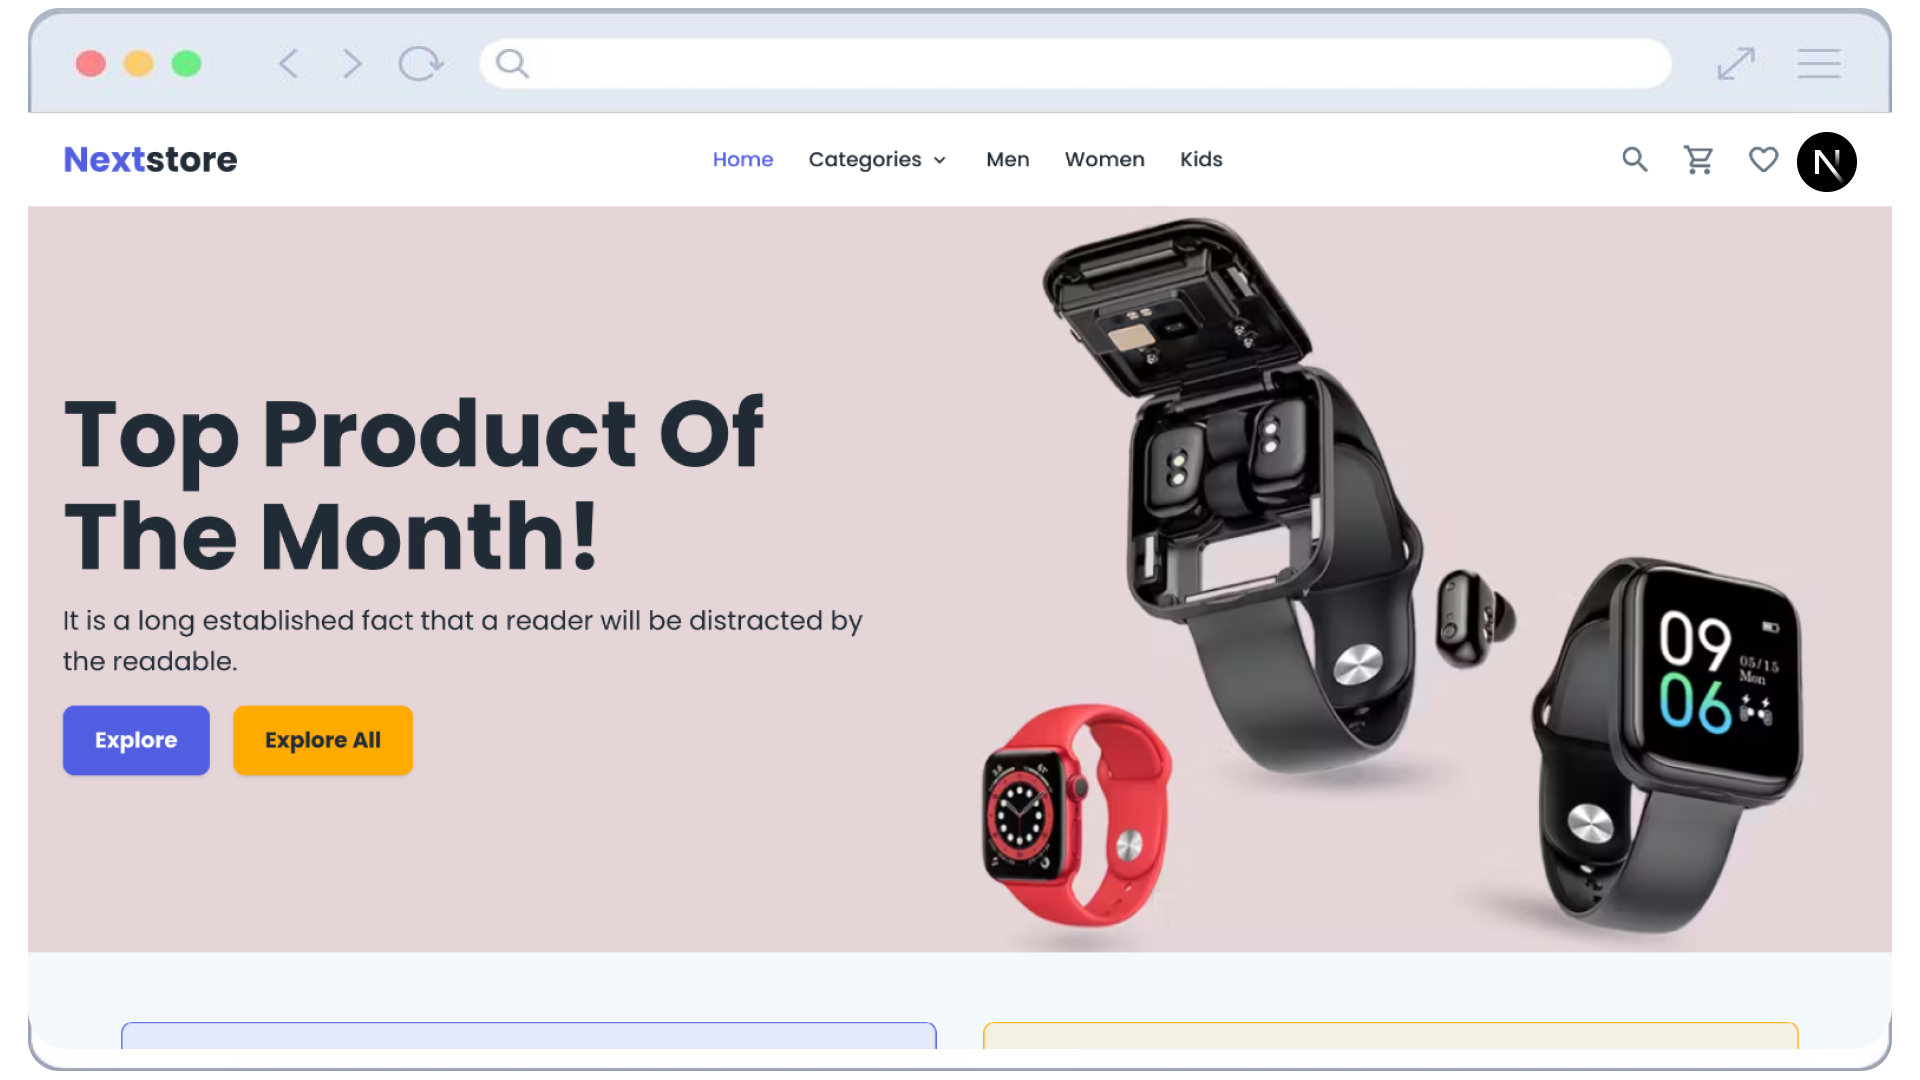 Nextstore
Home Categories Men Women Kids
N
Top Product Of
The Month!
It is a long established fact that a reader will be distracted by
the readable.
Explore Explore All
09
06
05/15
Mon